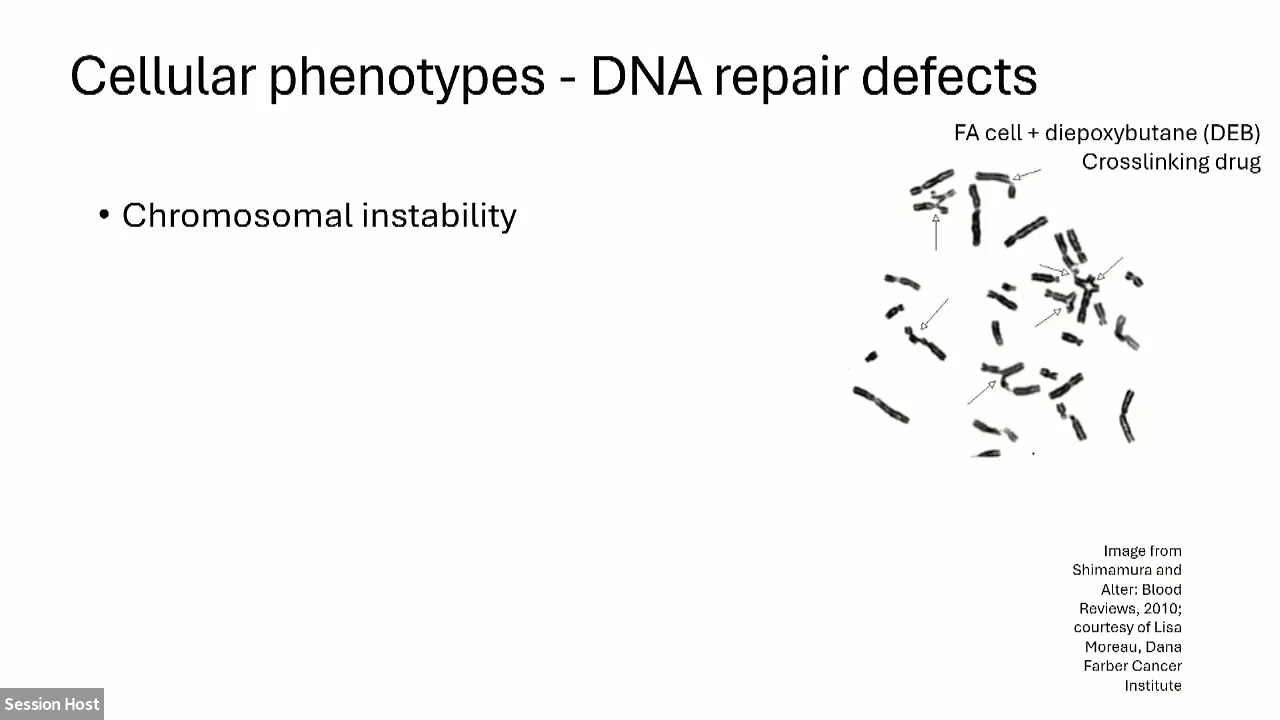 Cellular phenotypes - DNA repair defects
FA cell + diepoxybutane (DEB)
Crosslinking drug
• Chromosomal instability
Image from
Shimamura and
Alter: Blood
Reviews, 2010;
courtesy of Lisa
Moreau, Dana
Farber Cancer
Institute
Session Host